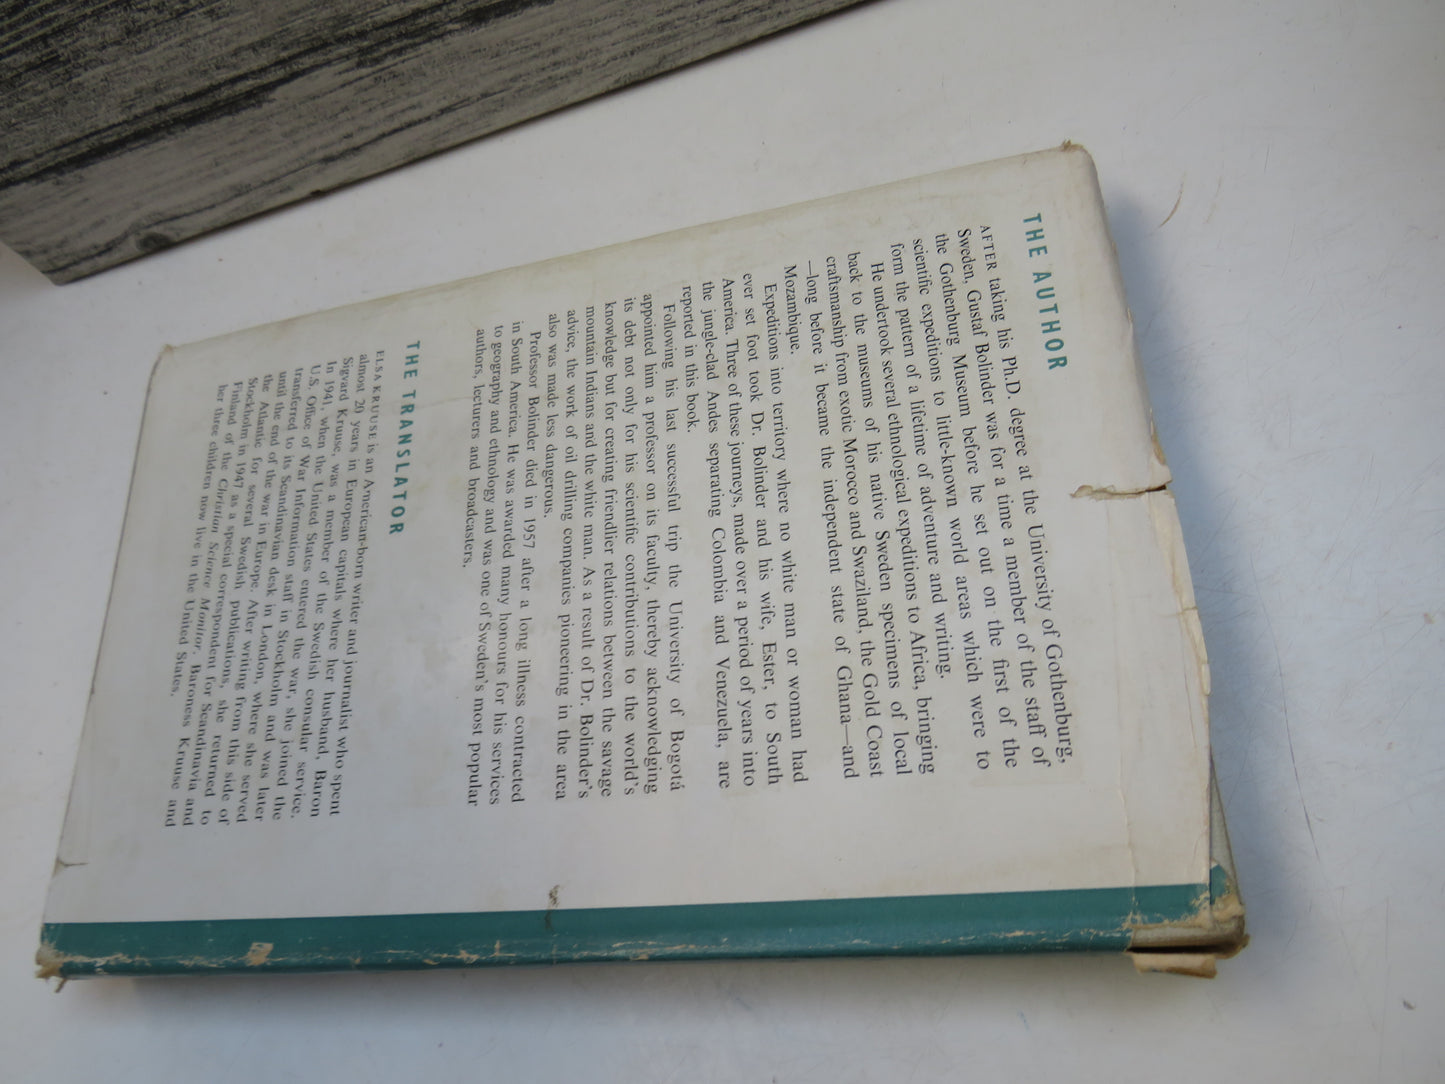 THE AUTHOR
AFTER taking his Ph.D. degree at the University of Gothenburg,
Sweden, Gustaf Bolinder was for a time a member of the staff of
the Gothenburg Museum before he set out on the first of the
scientific expeditions to little-known world areas which were to
form the pattern of a lifetime of adventure and writing.
He undertook several ethnological expeditions to Africa, bringing
back to the museums of his native Sweden specimens of local
craftsmanship from exotic Morocco and Swaziland, the Gold Coast
—long before it became the independent state of Ghana—and
Mozambique.
Expeditions into territory where no white man or woman had
ever set foot took Dr. Bolinder and his wife, Ester, to South
America. Three of these journeys, made over a period of years into
the jungle-clad Andes separating Colombia and Venezuela, are
reported in this book.
Following his last successful trip the University of Bogotá
appointed him a professor on its faculty, thereby acknowledging
its debt not only for his scientific contributions to the world's
knowledge but for creating friendlier relations between the savage
mountain Indians and the white man. As a result of Dr. Bolinder's
advice, the work of oil drilling companies pioneering in the area
also was made less dangerous.
Professor Bolinder died in 1957 after a long illness contracted
in South America. He was awarded many honours for his services
to geography and ethnology and was one of Sweden's most popular
authors, lecturers and broadcasters.
THE TRANSLATOR
ELSA KRUUSE is an American-born writer and journalist who spent
almost 20 years in European capitals where her husband, Baron
Sigvard Kruuse, was a member of the Swedish consular service.
In 1941, when the United States entered the war, she joined the
U.S. Office of War Information staff in Stockholm and was later
transferred to its Scandinavian desk in London, where she served
until the end of the war in Europe. After writing from this side of
the Atlantic for several Swedish publications, she returned to
Stockholm in 1947 as a special correspondent for Scandinavia and
Finland of the Christian Science Monitor. Baroness Kruuse and
her three children now live in the United States.